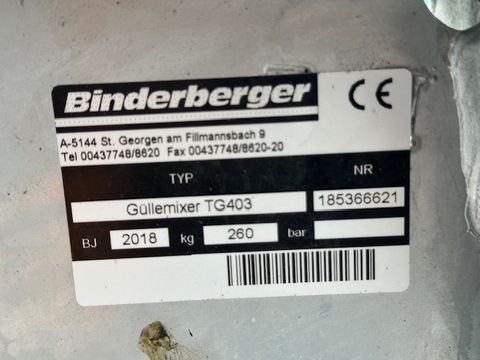 Binderberger CE
A-5144 St. Georgen am Fillmannsbach 9
Tel 00437748/8620 Fax 00437748/8620-20
TYP NR
Güllemixer TG403 185366621
BJ 2018 kg 260 bar